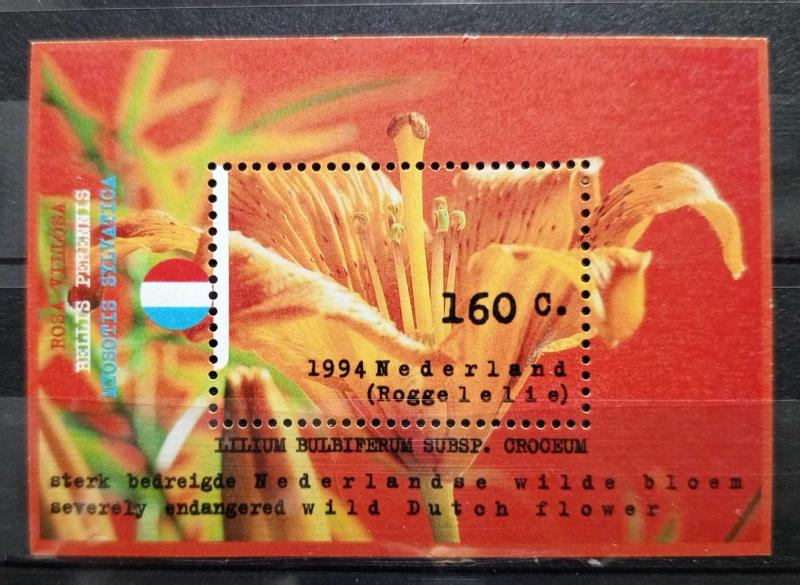 ROSA VILLOSA
BELLIS PERENNIS
MYOSOTIS SYLVATICA
160 c.
1994 Nederland
(Roggelelie)
LILIUM BULBIFERUM SUBSP. CROCEUM
sterk bedreigde Nederlandse wilde bloem
severely endangered wild Dutch flower